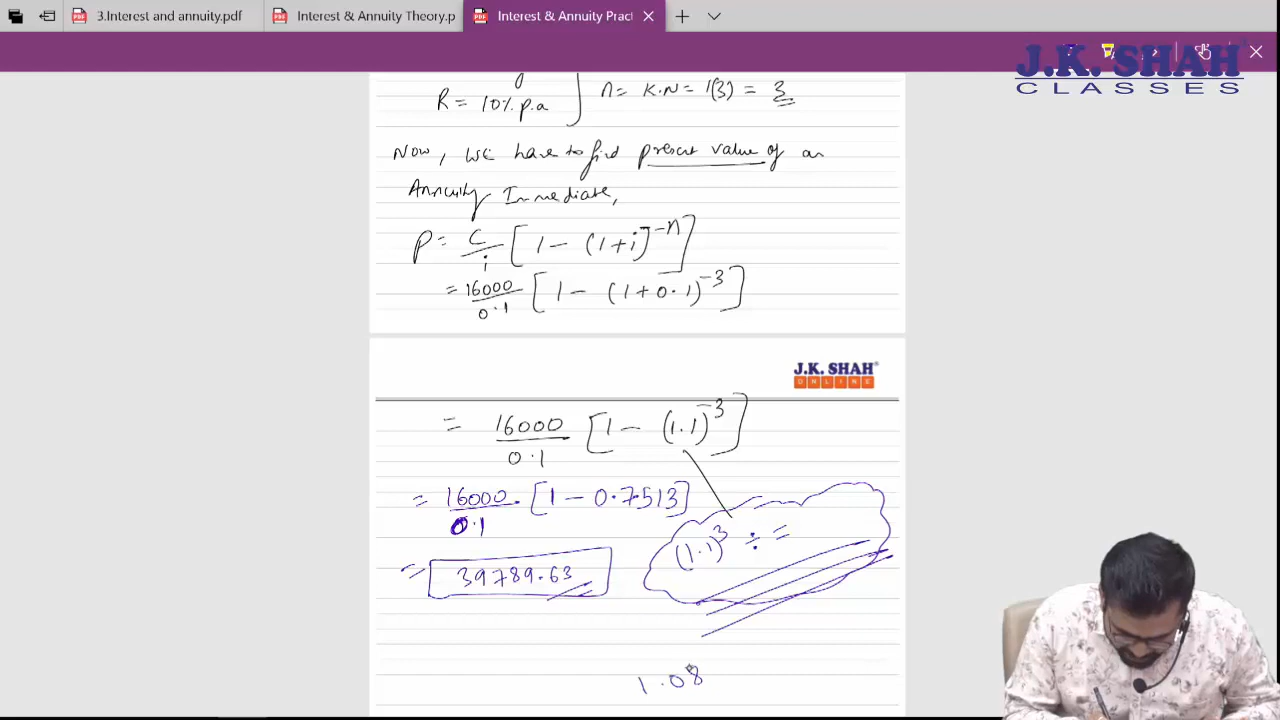 3.Interest and annuity.pdf
Interest & Annuity Theory.p
Interest & Annuity Pract
J.K. SHAH
CLASSES
R = 10% p.a } n = K.N = 1(3) = 3
Now, we have to find present value of an
Annuity Immediate,
P = C/i [1 - (1+i)^-n]
= 16000/0.1 [1 - (1+0.1)^-3]
J.K. SHAH
ONLINE
= 16000/0.1 [1 - (1.1)^-3]
= 16000/0.1 [1 - 0.7513]
(1.1)^3 ÷ =
= 39789.63
1.08